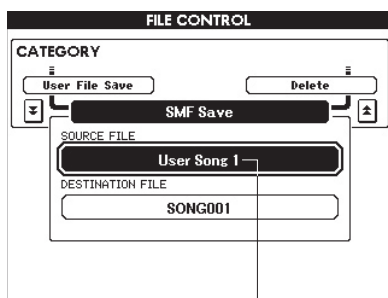 FILE CONTROL
CATEGORY
User File Save
Delete
SMF Save
SOURCE FILE
User Song 1
DESTINATION FILE
SONG001